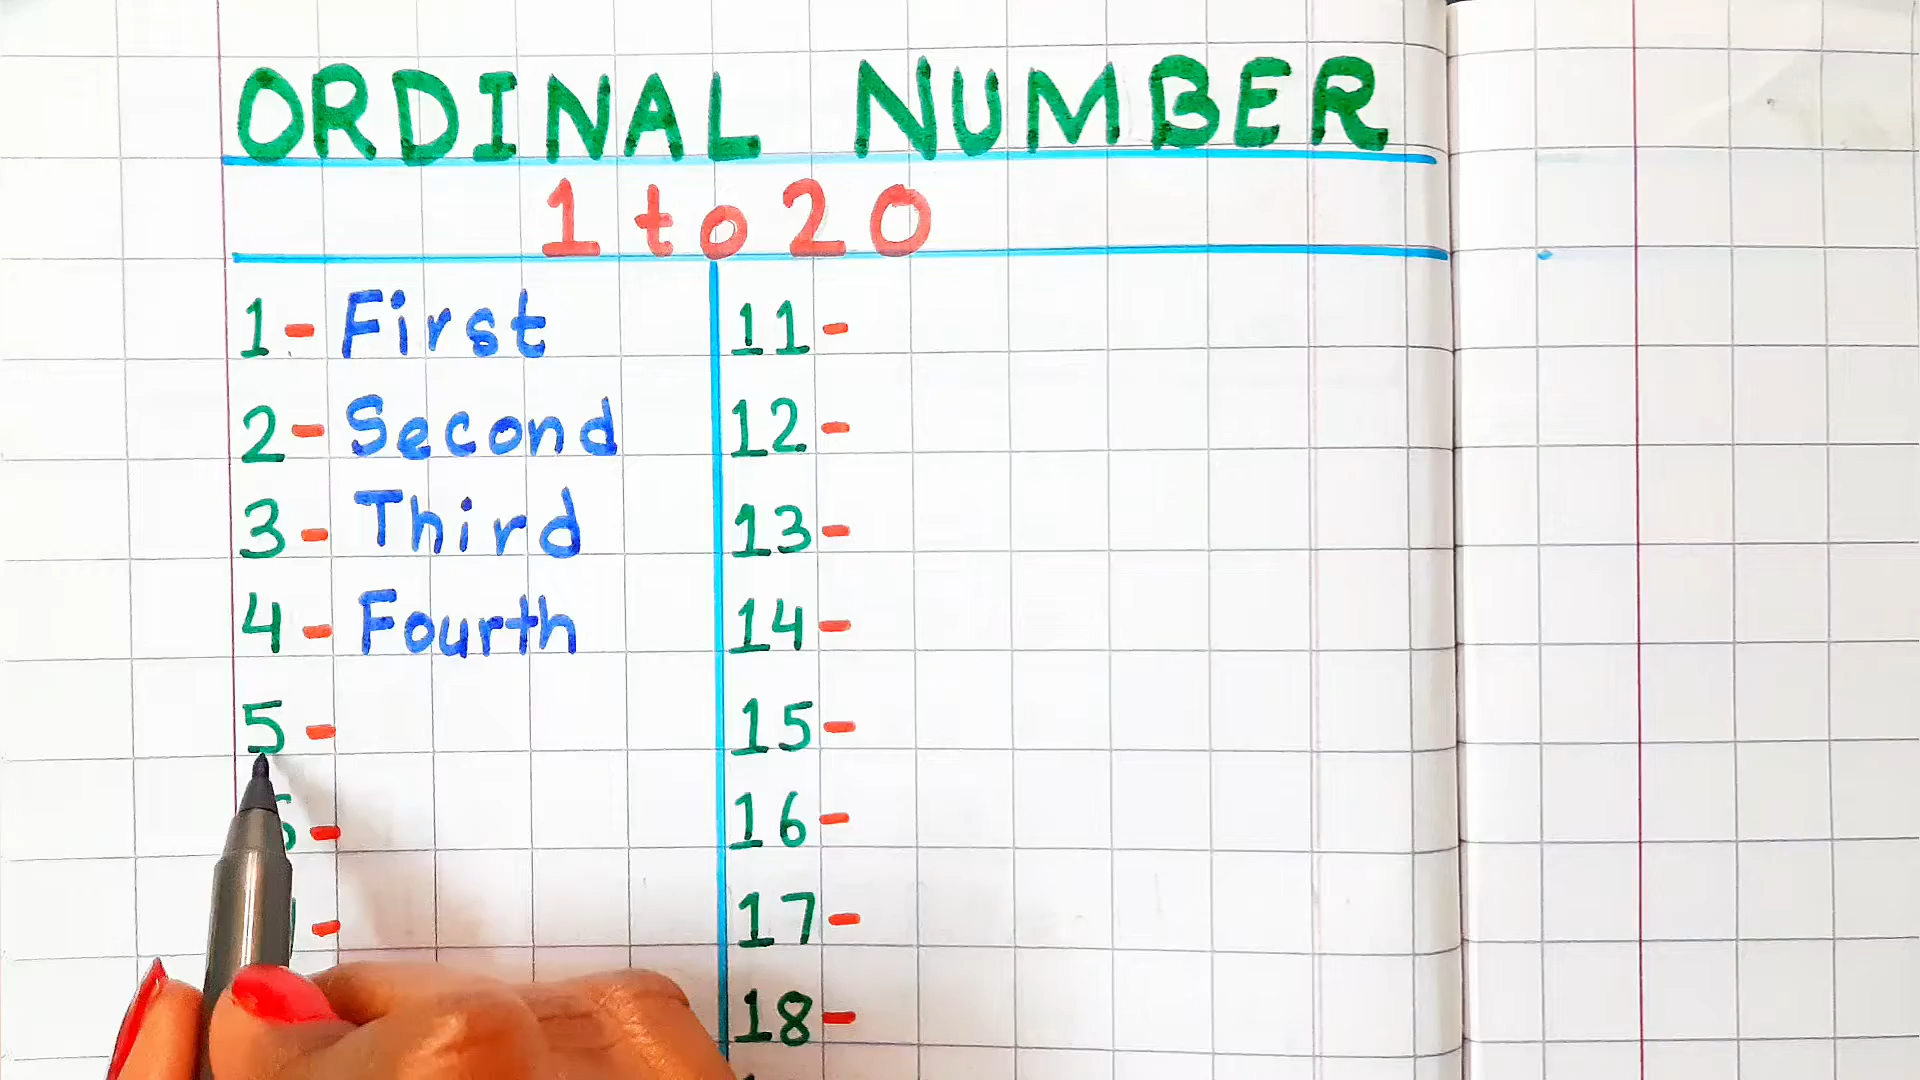 ORDINAL NUMBER
1 to 20
1- First
2- Second
3- Third
4- Fourth
5-
6-
-
11-
12-
13-
14-
15-
16-
17-
18-